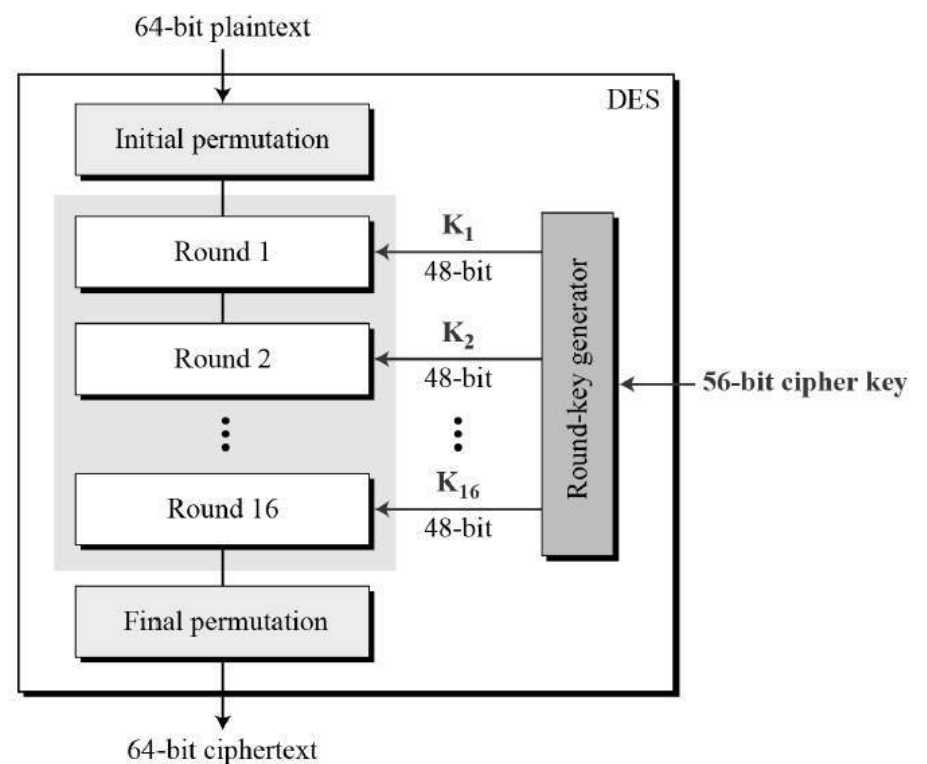 64-bit plaintext
DES
Initial permutation
Round 1
K1
48-bit
Round 2
K2
48-bit
Round-key generator
56-bit cipher key
Round 16
K16
48-bit
Final permutation
64-bit ciphertext